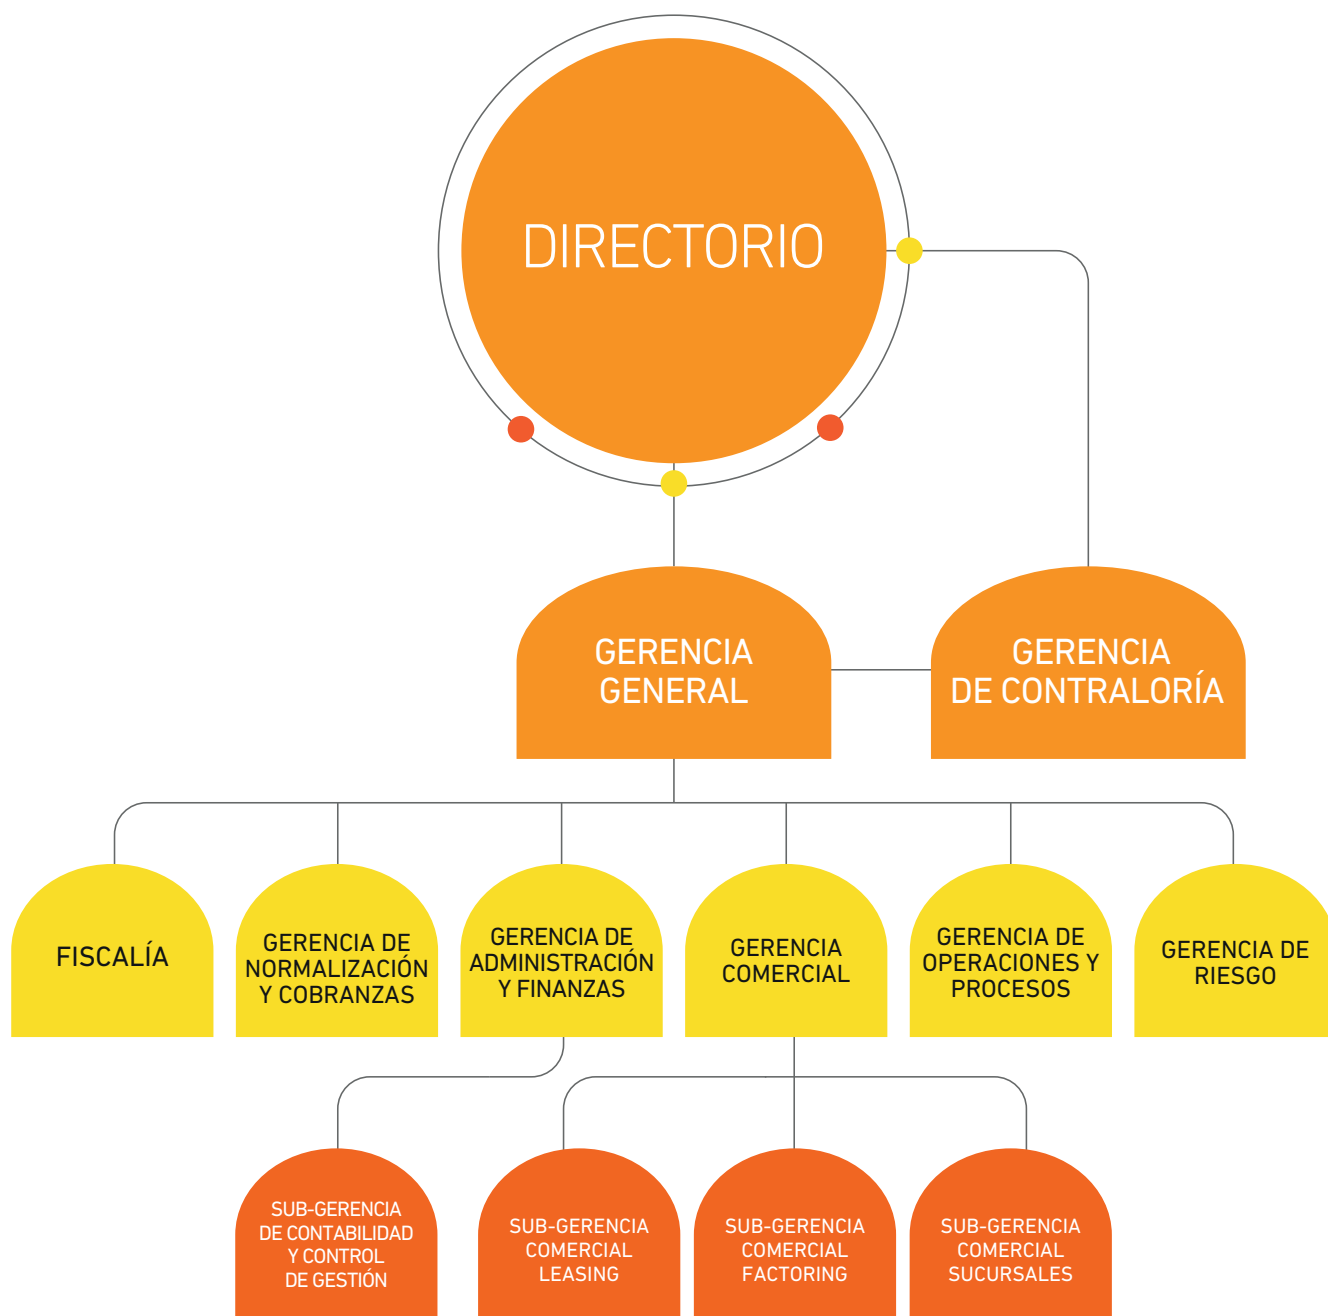 DIRECTORIO
GERENCIA
GENERAL
GERENCIA
DE CONTRALORÍA
FISCALÍA
GERENCIA DE
NORMALIZACIÓN
Y COBRANZAS
GERENCIA DE
ADMINISTRACIÓN
Y FINANZAS
GERENCIA
COMERCIAL
GERENCIA DE
OPERACIONES Y
PROCESOS
GERENCIA DE
RIESGO
SUB-GERENCIA
DE CONTABILIDAD
Y CONTROL
DE GESTIÓN
SUB-GERENCIA
COMERCIAL
LEASING
SUB-GERENCIA
COMERCIAL
FACTORING
SUB-GERENCIA
COMERCIAL
SUCURSALES